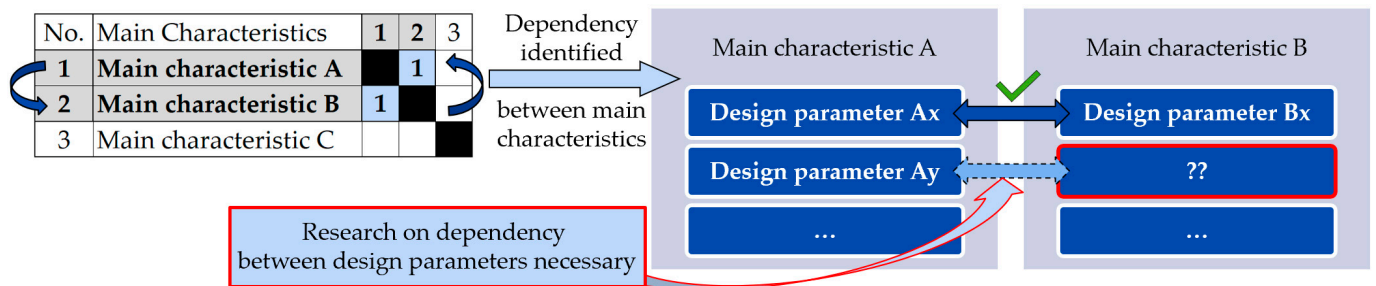 No. Main Characteristics 1 2 3
1 Main characteristic A 1
2 Main characteristic B 1
3 Main characteristic C
Dependency
identified
between main
characteristics
Main characteristic A
Design parameter Ax
Design parameter Ay
...
Main characteristic B
Design parameter Bx
??
...
Research on dependency
between design parameters necessary